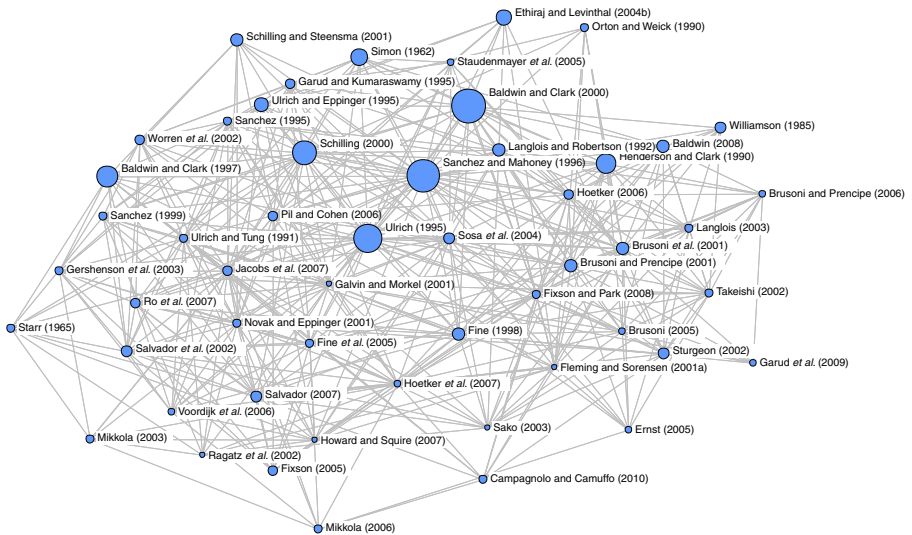 Ethiraj and Levinthal (2004b)
Orton and Weick (1990)
Schilling and Steensma (2001)
Simon (1962)
Staudenmayer et al. (2005)
Garud and Kumaraswamy (1995)
Baldwin and Clark (2000)
Ulrich and Eppinger (1995)
Sanchez (1995)
Williamson (1985)
Worren et al. (2002)
Schilling (2000)
Langlois and Robertson (1992)
Baldwin (2008)
Henderson and Clark (1990)
Sanchez and Mahoney (1996)
Baldwin and Clark (1997)
Hoetker (2006)
Brusoni and Prencipe (2006)
Sanchez (1999)
Pil and Cohen (2006)
Ulrich (1995)
Langlois (2003)
Ulrich and Tung (1991)
Sosa et al. (2004)
Brusoni et al. (2001)
Brusoni and Prencipe (2001)
Gershenson et al. (2003)
Jacobs et al. (2007)
Galvin and Morkel (2001)
Fixson and Park (2008)
Takeishi (2002)
Ro et al. (2007)
Starr (1965)
Novak and Eppinger (2001)
Fine (1998)
Brusoni (2005)
Salvador et al. (2002)
Fine et al. (2005)
Sturgeon (2002)
Garud et al. (2009)
Fleming and Sorensen (2001a)
Hoetker et al. (2007)
Salvador (2007)
Voordijk et al. (2006)
Sako (2003)
Ernst (2005)
Mikkola (2003)
Howard and Squire (2007)
Ragatz et al. (2002)
Fixson (2005)
Campagnolo and Camuffo (2010)
Mikkola (2006)